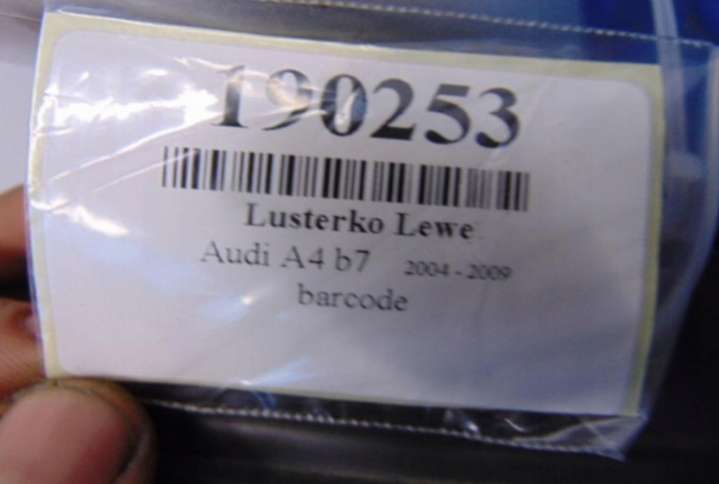 190253
Lusterko Lewe
Audi A4 b7 2004 - 2009
barcode